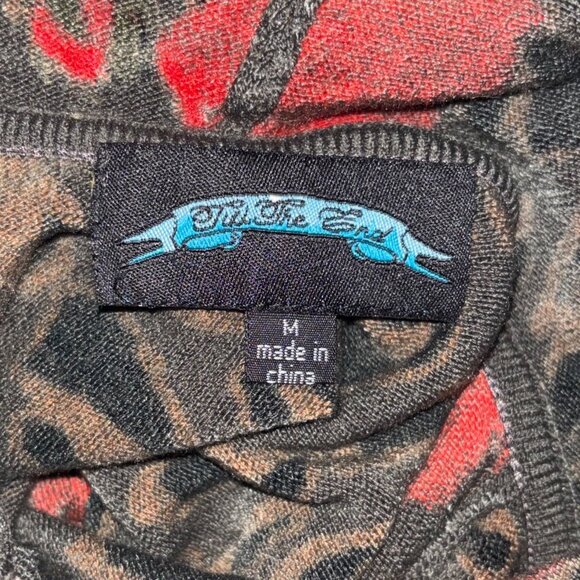 Till The End
M
made in
china